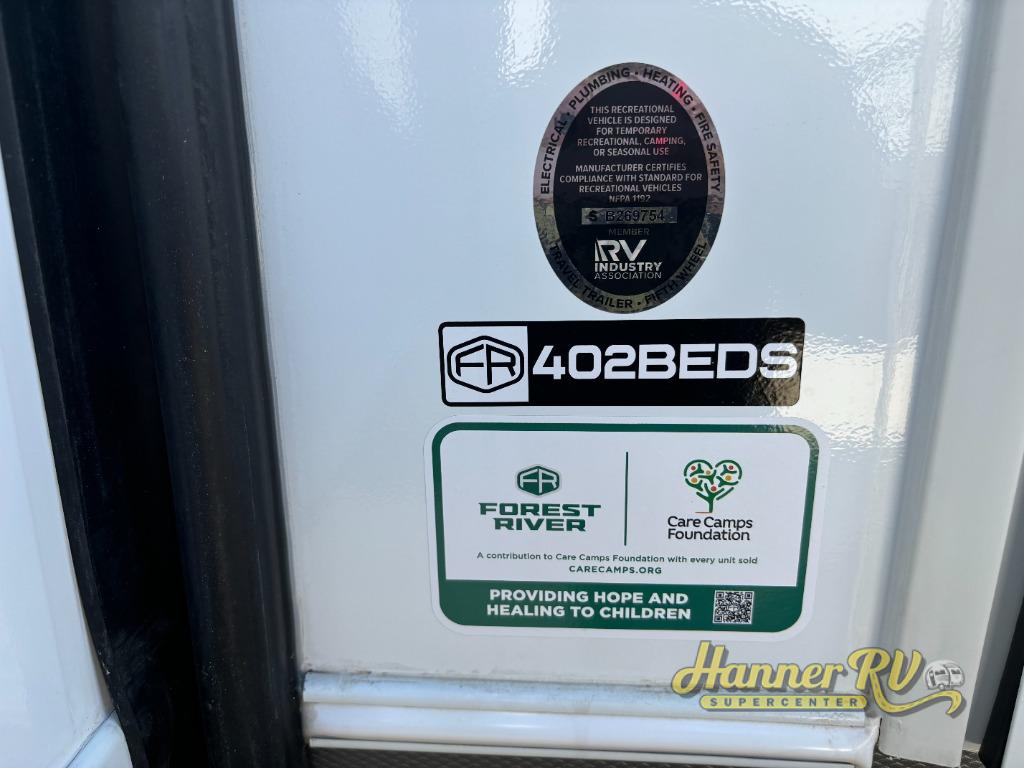 ELECTRICAL • PLUMBING • HEATING • FIRE SAFETY
THIS RECREATIONAL
VEHICLE IS DESIGNED
FOR TEMPORARY
RECREATIONAL, CAMPING,
OR SEASONAL USE
MANUFACTURER CERTIFIES
COMPLIANCE WITH STANDARD FOR
RECREATIONAL VEHICLES
NFPA 1192
S B269754
MEMBER
RV
INDUSTRY
ASSOCIATION
TRAVEL TRAILER • FIFTH WHEEL
FR 402BEDS
FR
FOREST
RIVER
Care Camps
Foundation
A contribution to Care Camps Foundation with every unit sold
CARECAMPS.ORG
PROVIDING HOPE AND
HEALING TO CHILDREN
Hanner RV
SUPERCENTER